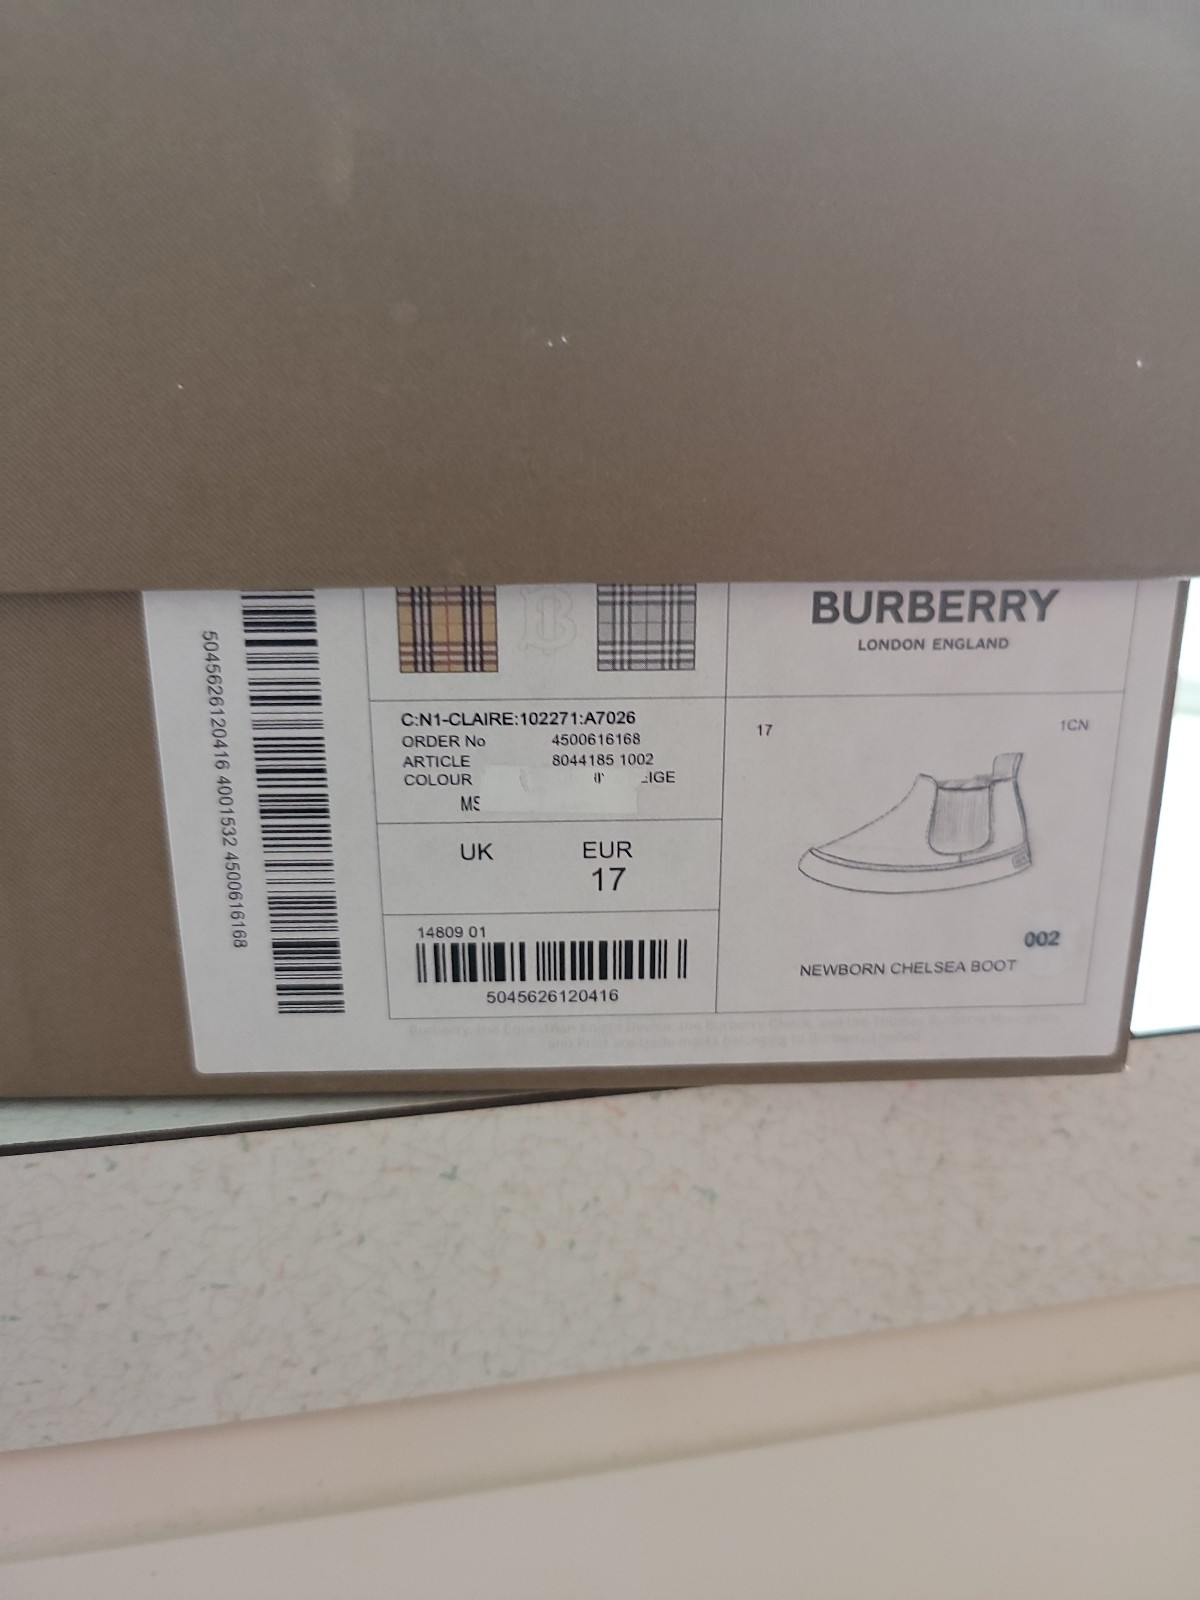 5045626120416 4001532 4500616168
BURBERRY
LONDON ENGLAND
C:N1-CLAIRE:102271:A7026
ORDER No 4500616168
ARTICLE 8044185 1002
COLOUR
UK EUR
17
14809 01
5045626120416
17 1CN
002
NEWBORN CHELSEA BOOT